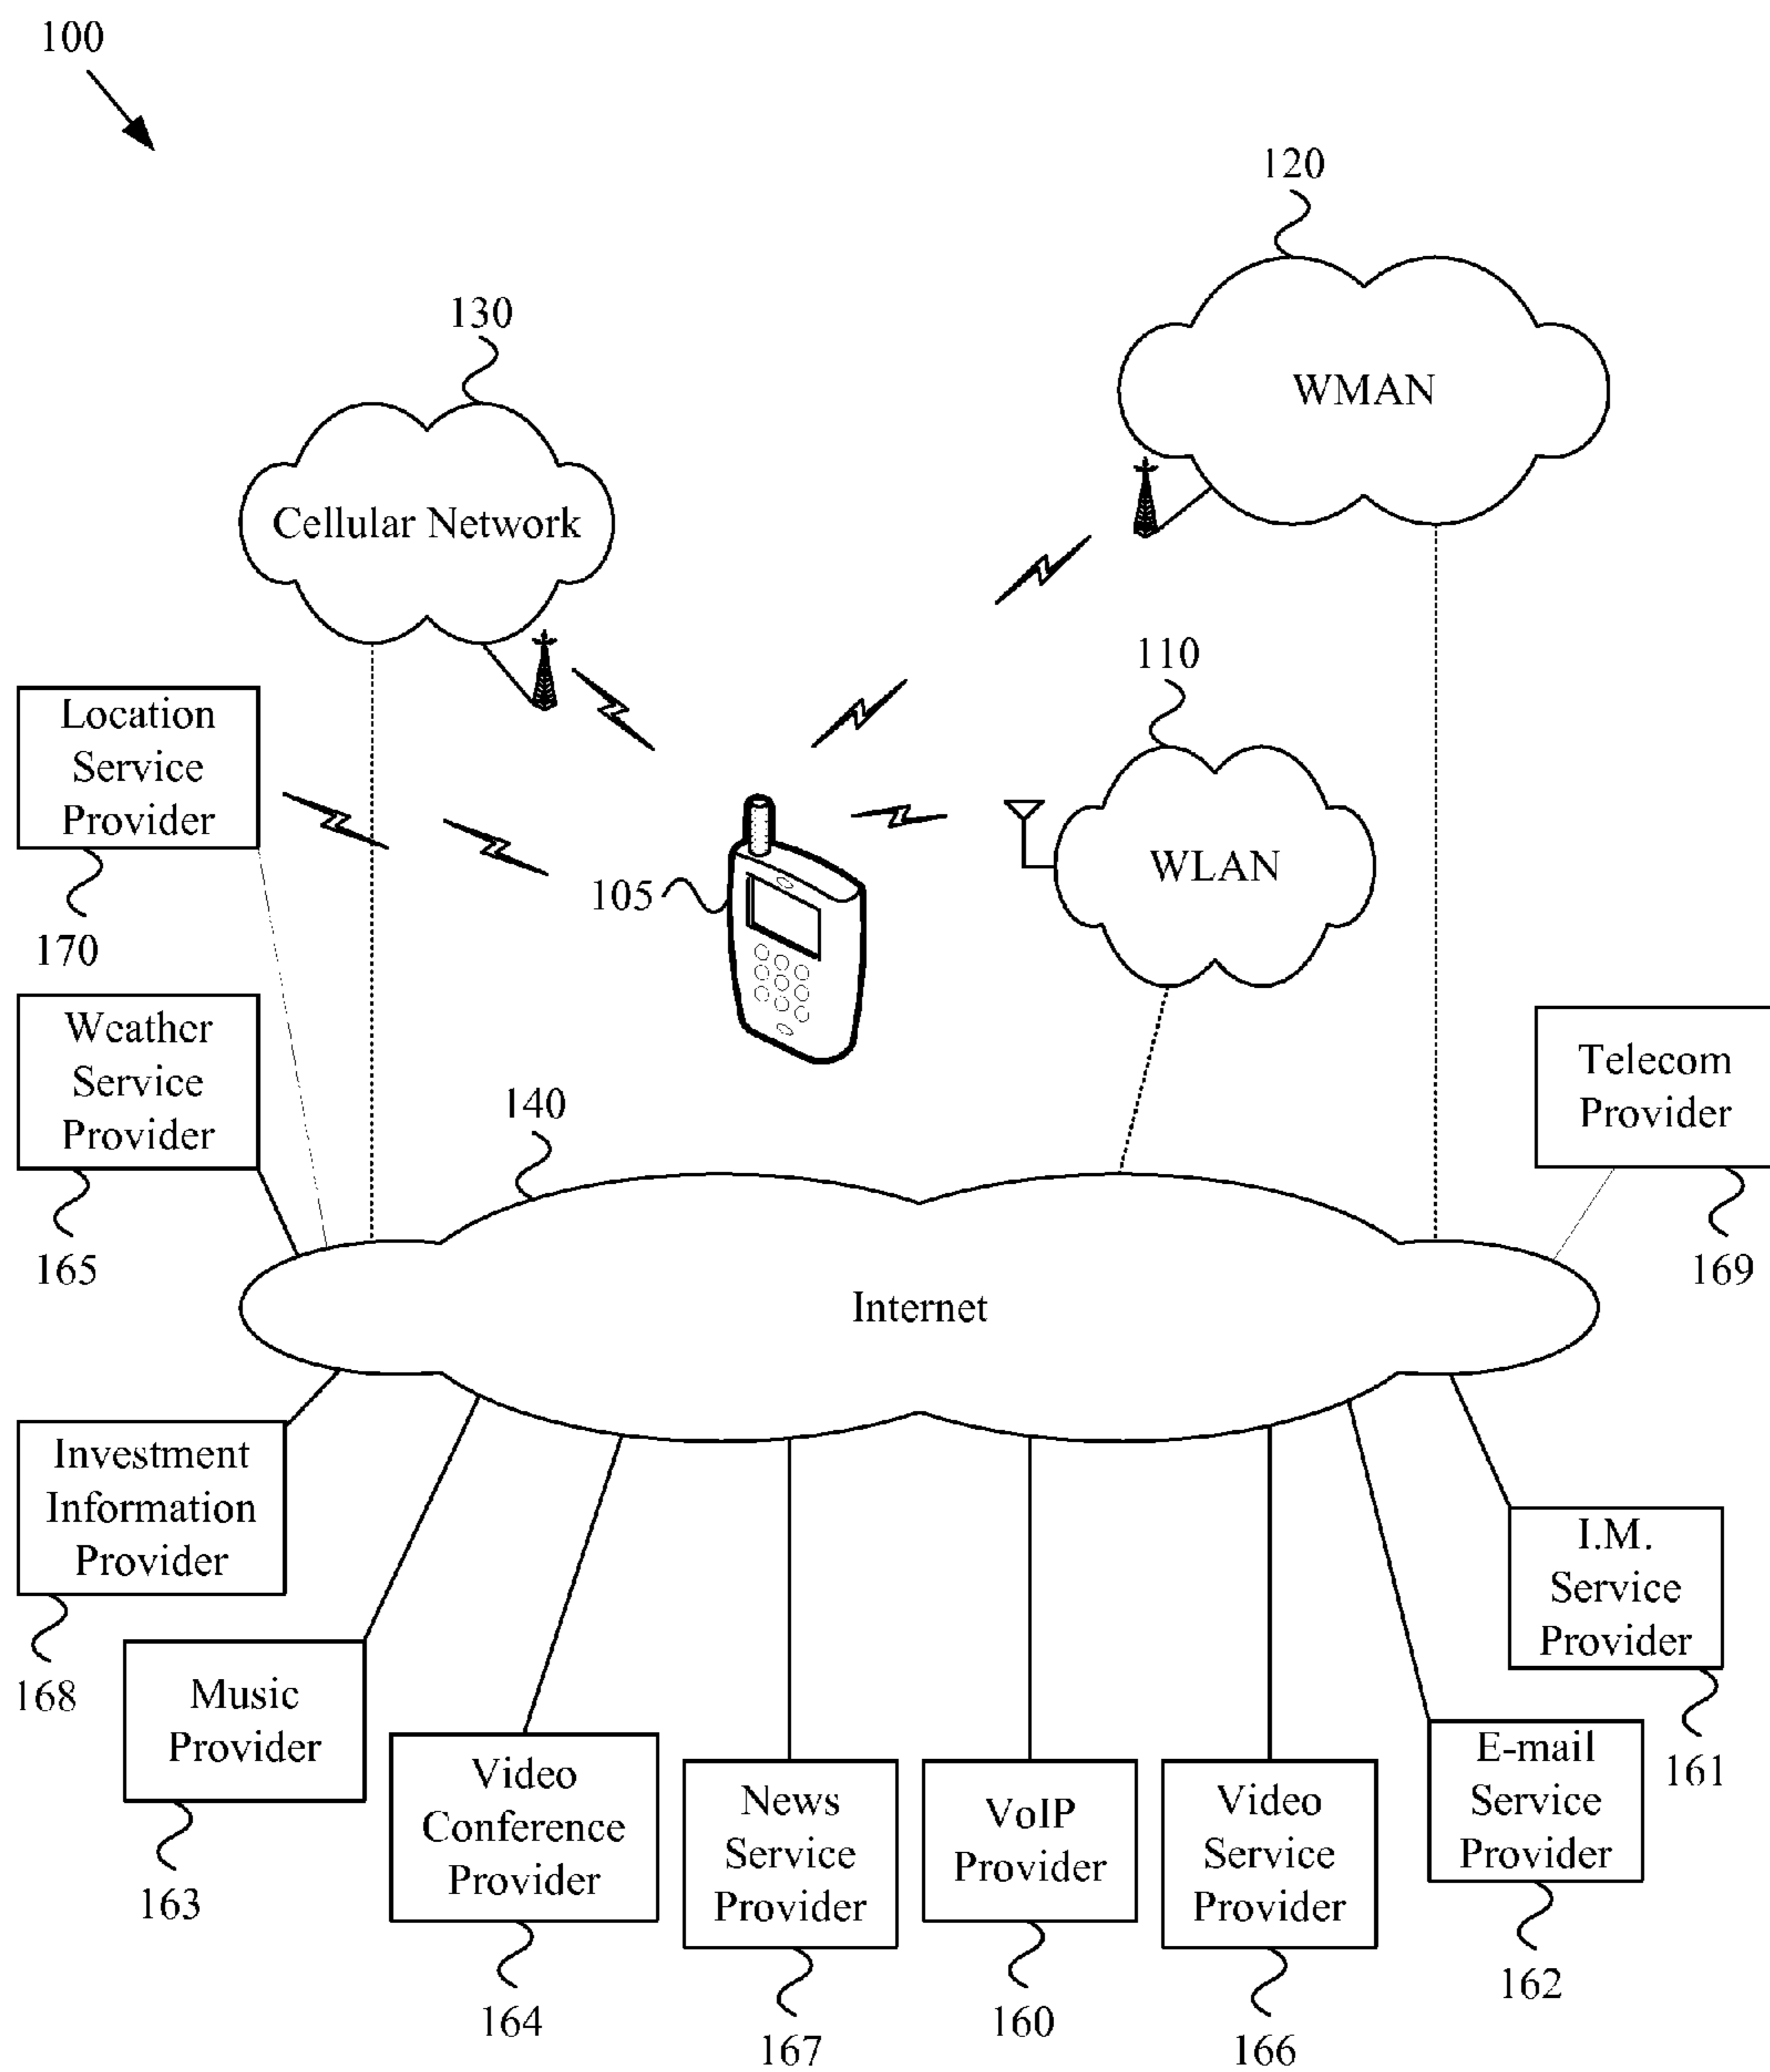 100
120
130
WMAN
Cellular Network
110
Location
Service
Provider
WLAN
105
170
Weather
Service
Provider
Telecom
Provider
140
165
169
Internet
Investment
Information
Provider
I.M.
Service
Provider
168
Music
Provider
161
E-mail
Service
Provider
Video
Conference
Provider
News
Service
Provider
VoIP
Provider
Video
Service
Provider
163
162
164
167
160
166